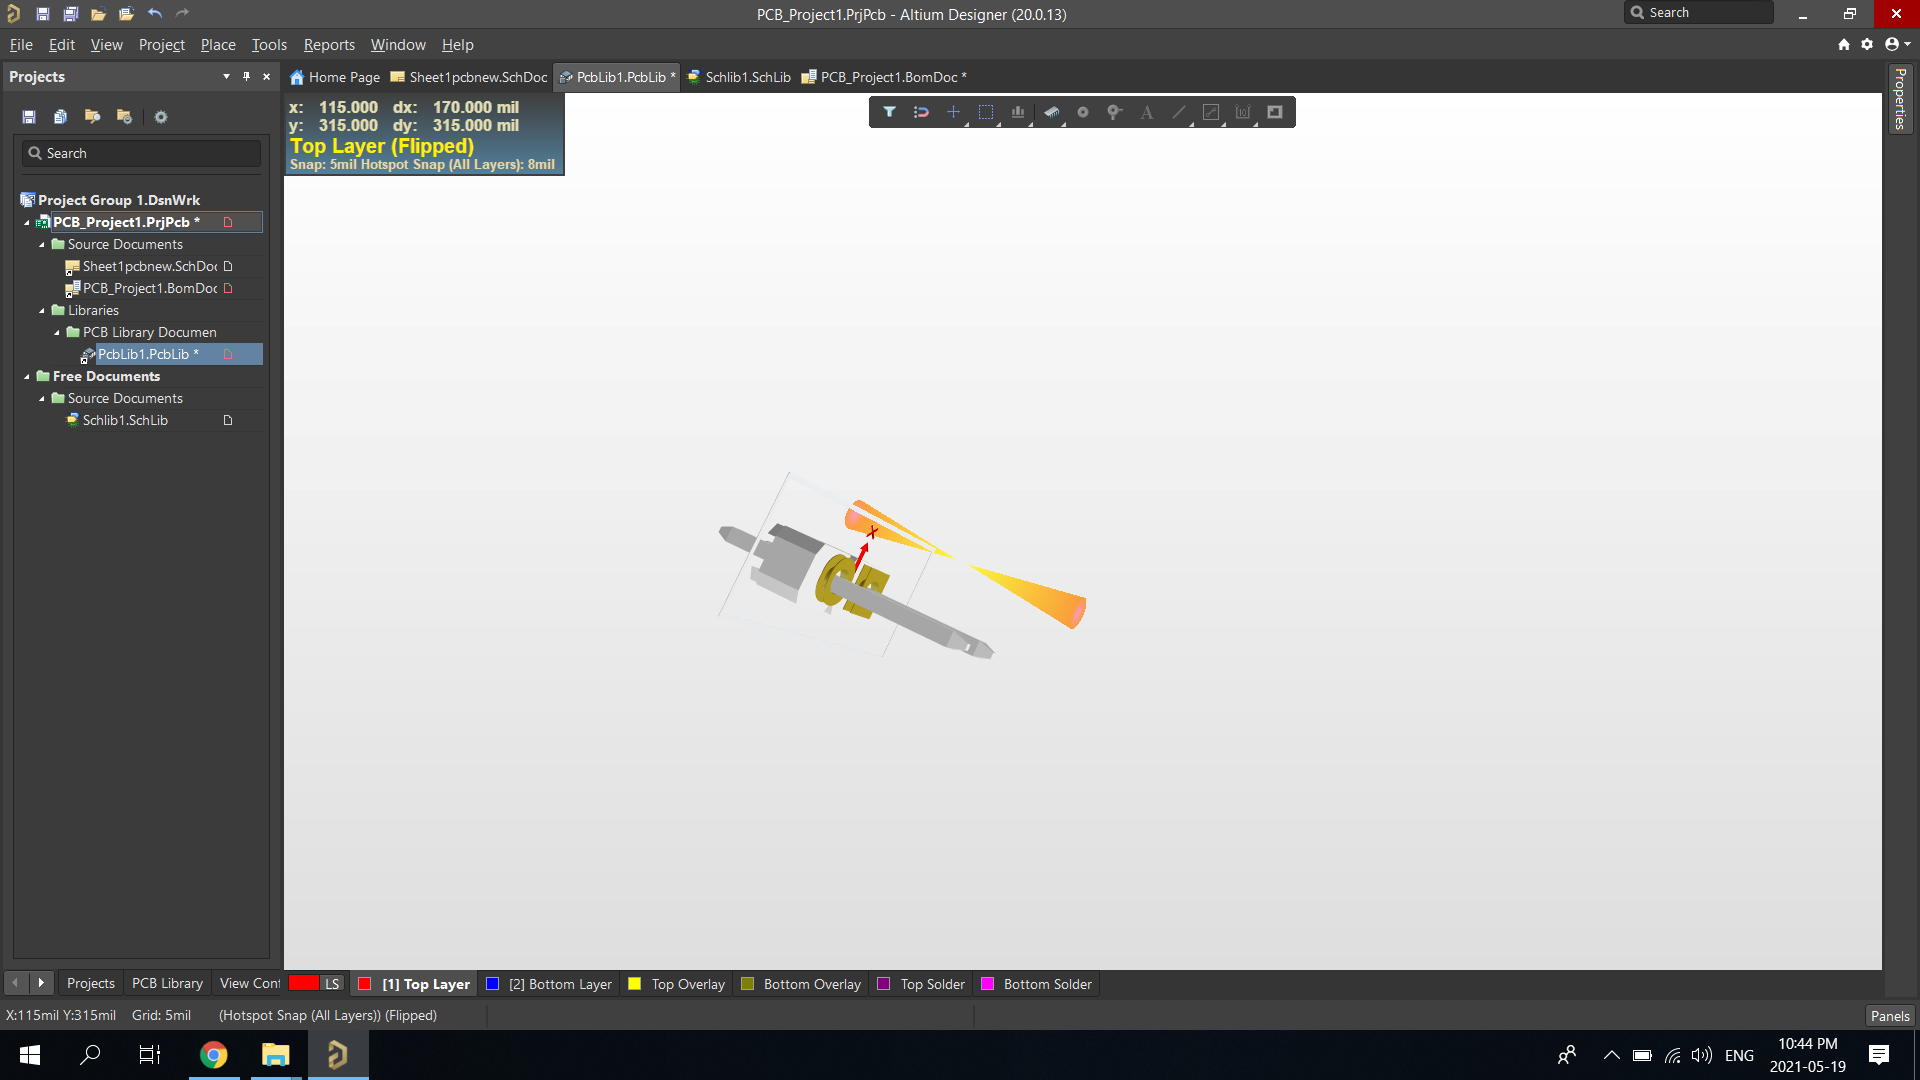 PCB_Project1.PrjPcb - Altium Designer (20.0.13)
Search
File Edit View Project Place Tools Reports Window Help
Projects
Home Page
Sheet1pcbnew.SchDoc
PcbLib1.PcbLib *
Schlib1.SchLib
PCB_Project1.BomDoc *
Properties
x: 115.000 dx: 170.000 mil
y: 315.000 dy: 315.000 mil
Top Layer (Flipped)
Snap: 5mil Hotspot Snap (All Layers): 8mil
Search
Project Group 1.DsnWrk
PCB_Project1.PrjPcb *
Source Documents
Sheet1pcbnew.SchDoc
PCB_Project1.BomDoc
Libraries
PCB Library Documen
PcbLib1.PcbLib *
Free Documents
Source Documents
Schlib1.SchLib
Projects PCB Library View Conf
LS [1] Top Layer [2] Bottom Layer Top Overlay Bottom Overlay Top Solder Bottom Solder
X:115mil Y:315mil Grid: 5mil (Hotspot Snap (All Layers)) (Flipped)
Panels
ENG
10:44 PM
2021-05-19